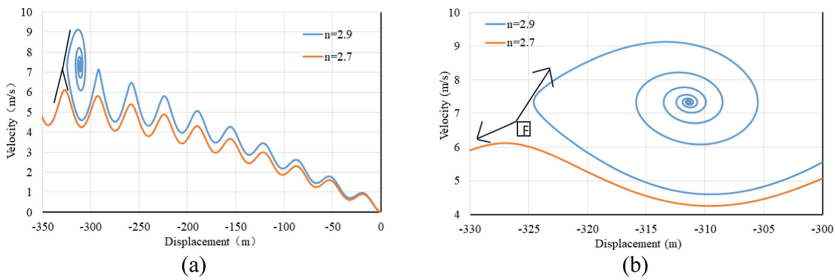 10
9
8
7
6
5
4
3
2
1
0
Velocity (m/s)
n=2.9
n=2.7
-350 -300 -250 -200 -150 -100 -50 0
Displacement（m）
(a)
10
9
8
7
6
5
4
Velocity (m/s)
n=2.9
n=2.7
F
-330 -325 -320 -315 -310 -305 -300
Displacement (m)
(b)